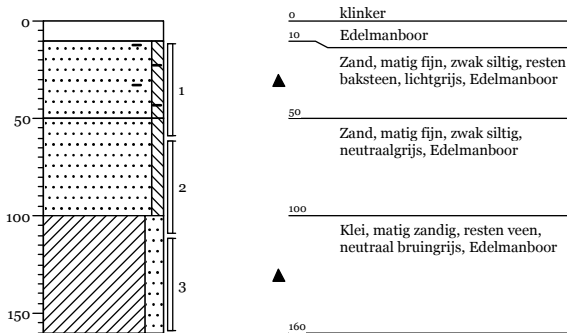 0
50
100
150
1
2
3
0 klinker
10 Edelmanboor
Zand, matig fijn, zwak siltig, resten
baksteen, lichtgrijs, Edelmanboor
50
Zand, matig fijn, zwak siltig,
neutraalgrijs, Edelmanboor
100
Klei, matig zandig, resten veen,
neutraal bruingrijs, Edelmanboor
160